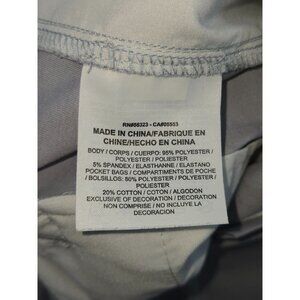 RN#56323 - CA#05553
MADE IN CHINA/FABRIQUE EN
CHINE/HECHO EN CHINA
BODY / CORPS / CUERPO: 95% POLYESTER /
POLYESTER / POLIESTER
5% SPANDEX / ELASTHANNE / ELASTANO
POCKET BAGS / COMPARTIMENTS DE POCHE
/ BOLSILLOS: 80% POLYESTER / POLYESTER /
POLIESTER
20% COTTON / COTON / ALGODON
EXCLUSIVE OF DECORATION / DECORATION
NON COMPRISE / NO INCLUYE LA
DECORACION